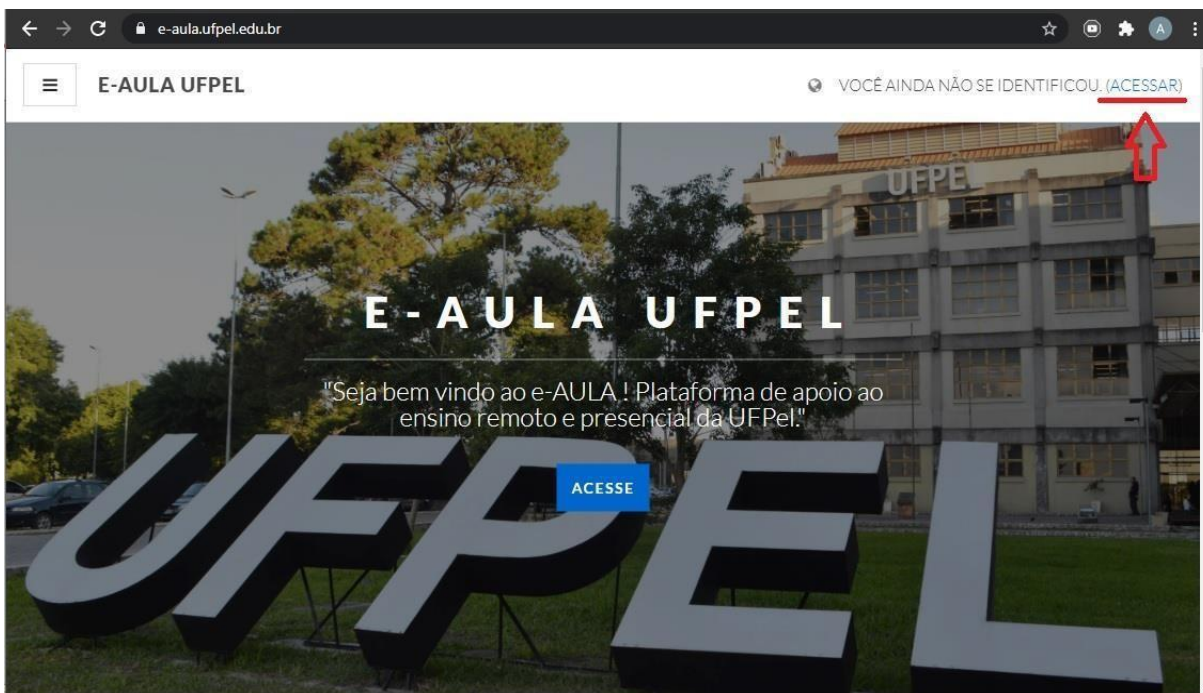 e-aula.ufpel.edu.br
A
E-AULA UFPEL
VOCÊ AINDA NÃO SE IDENTIFICOU. (ACESSAR)
UFPEL
E-AULA UFPEL
"Seja bem vindo ao e-AULA ! Plataforma de apoio ao
ensino remoto e presencial da UFPel."
ACESSE
UFPEL